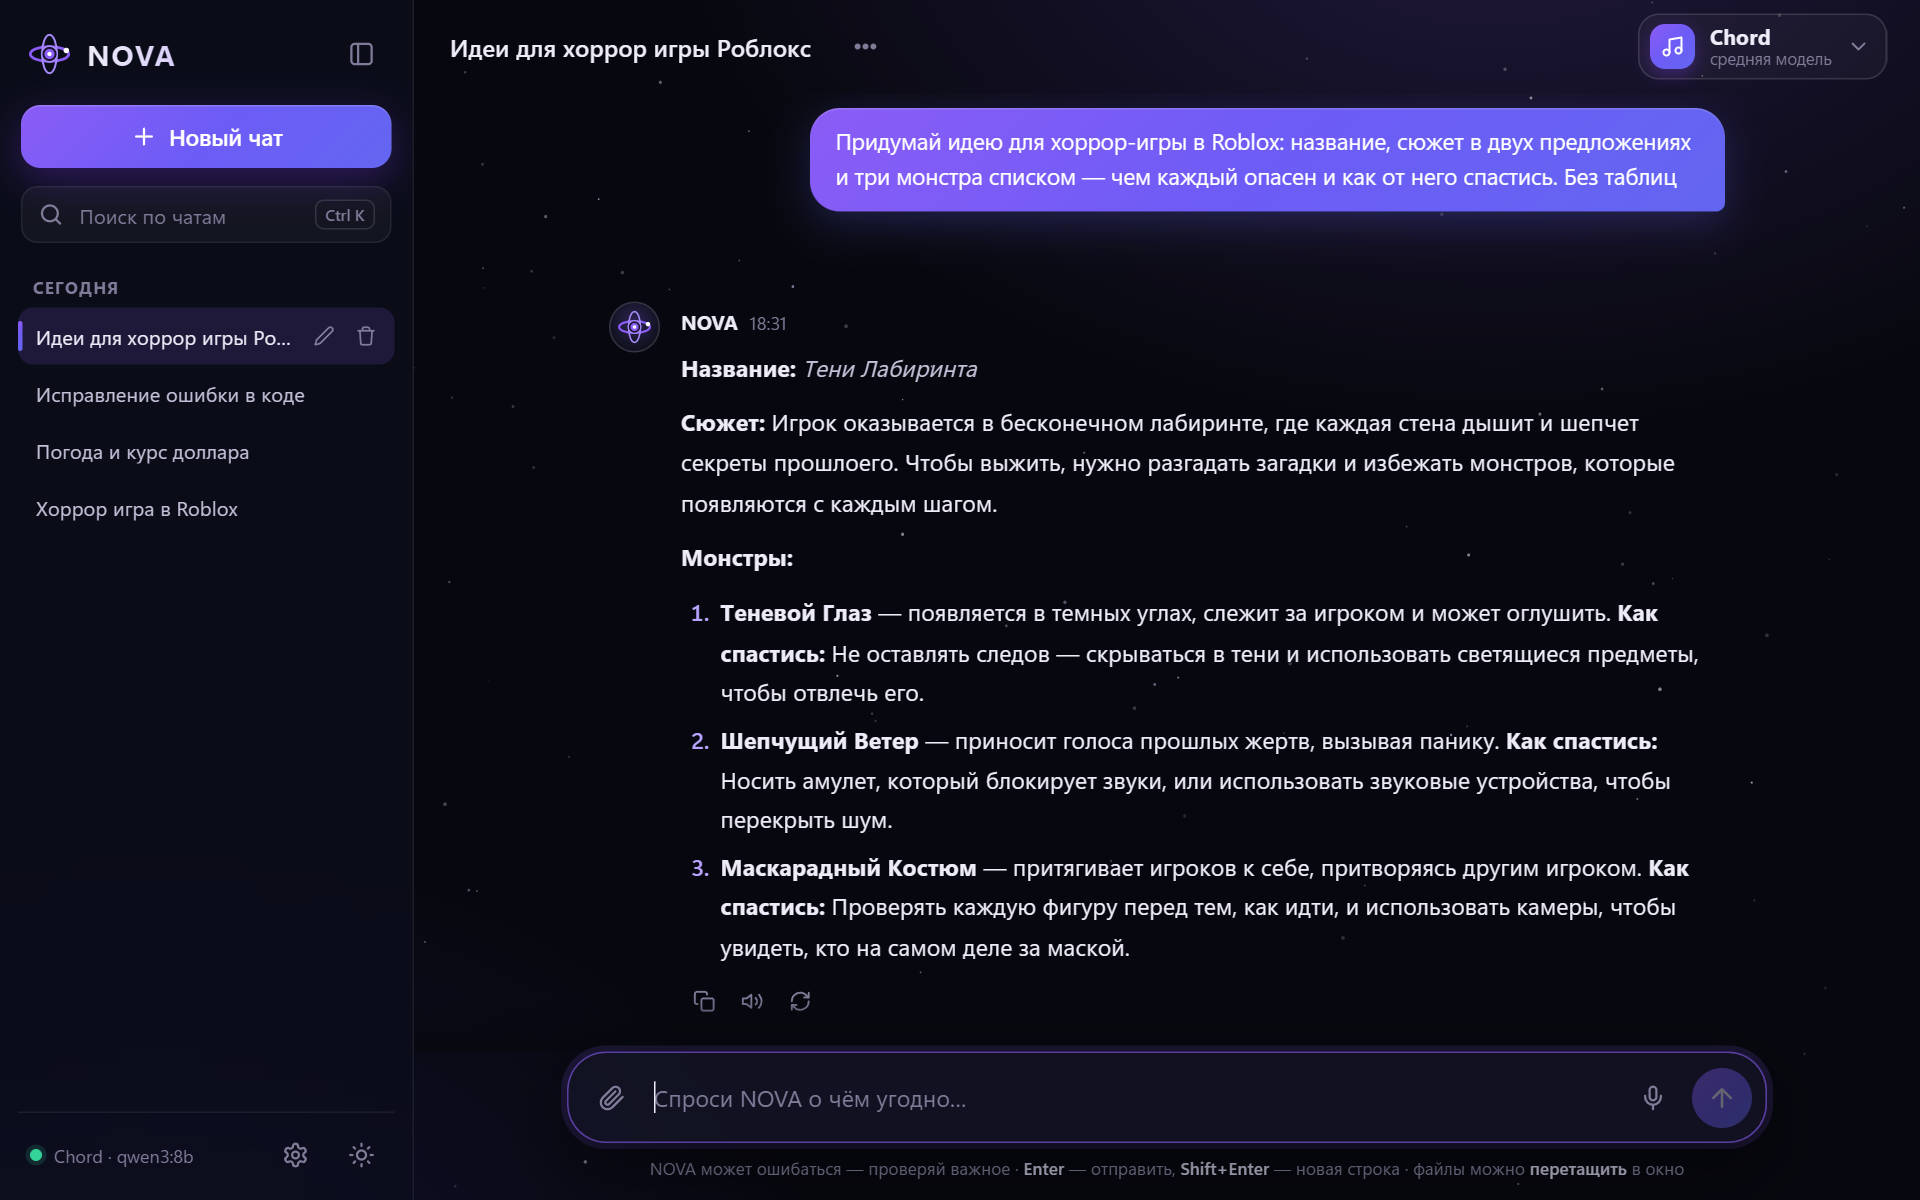 NOVA
Новый чат
Поиск по чатам
Ctrl K
СЕГОДНЯ
Идеи для хоррор игры Ро...
Исправление ошибки в коде
Погода и курс доллара
Хоррор игра в Roblox
Chord · qwen3:8b
Идеи для хоррор игры Роблокс
Chord
средняя модель
Придумай идею для хоррор-игры в Roblox: название, сюжет в двух предложениях
и три монстра списком — чем каждый опасен и как от него спастись. Без таблиц
NOVA 18:31
Название: Тени Лабиринта
Сюжет: Игрок оказывается в бесконечном лабиринте, где каждая стена дышит и шепчет
секреты прошлоего. Чтобы выжить, нужно разгадать загадки и избежать монстров, которые
появляются с каждым шагом.
Монстры:
1. Теневой Глаз — появляется в темных углах, слежит за игроком и может оглушить. Как
спастись: Не оставлять следов — скрываться в тени и использовать светящиеся предметы,
чтобы отвлечь его.
2. Шепчущий Ветер — приносит голоса прошлых жертв, вызывая панику. Как спастись:
Носить амулет, который блокирует звуки, или использовать звуковые устройства, чтобы
перекрыть шум.
3. Маскарадный Костюм — притягивает игроков к себе, притворяясь другим игроком. Как
спастись: Проверять каждую фигуру перед тем, как идти, и использовать камеры, чтобы
увидеть, кто на самом деле за маской.
Спроси NOVA о чём угодно...
NOVA может ошибаться — проверяй важное · Enter — отправить, Shift+Enter — новая строка · файлы можно перетащить в окно